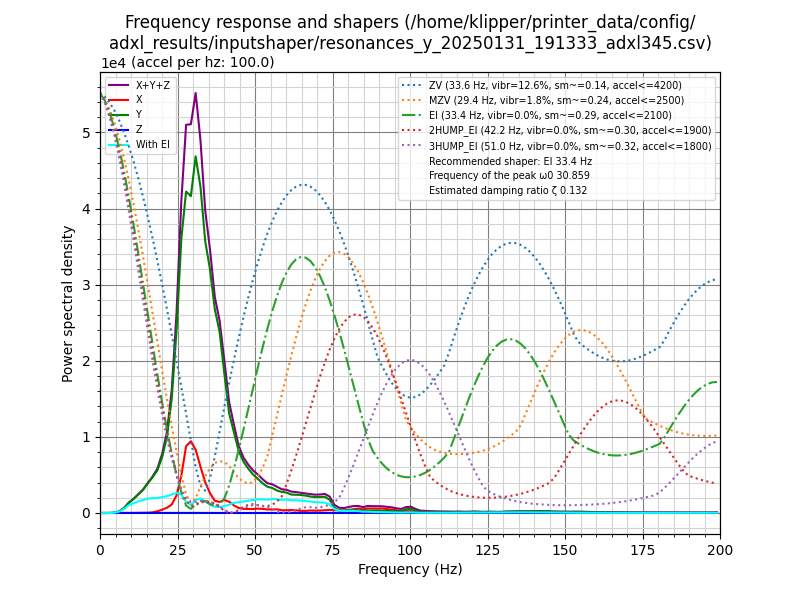 Frequency response and shapers (/home/klipper/printer_data/config/
adxl_results/inputshaper/resonances_y_20250131_191333_adxl345.csv)
1e4 (accel per hz: 100.0)
X+Y+Z
X
Y
Z
With EI
ZV (33.6 Hz, vibr=12.6%, sm~=0.14, accel<=4200)
MZV (29.4 Hz, vibr=1.8%, sm~=0.24, accel<=2500)
EI (33.4 Hz, vibr=0.0%, sm~=0.29, accel<=2100)
2HUMP_EI (42.2 Hz, vibr=0.0%, sm~=0.30, accel<=1900)
3HUMP_EI (51.0 Hz, vibr=0.0%, sm~=0.32, accel<=1800)
Recommended shaper: EI 33.4 Hz
Frequency of the peak ω0 30.859
Estimated damping ratio ζ 0.132
Power spectral density
5
4
3
2
1
0
0 25 50 75 100 125 150 175 200
Frequency (Hz)